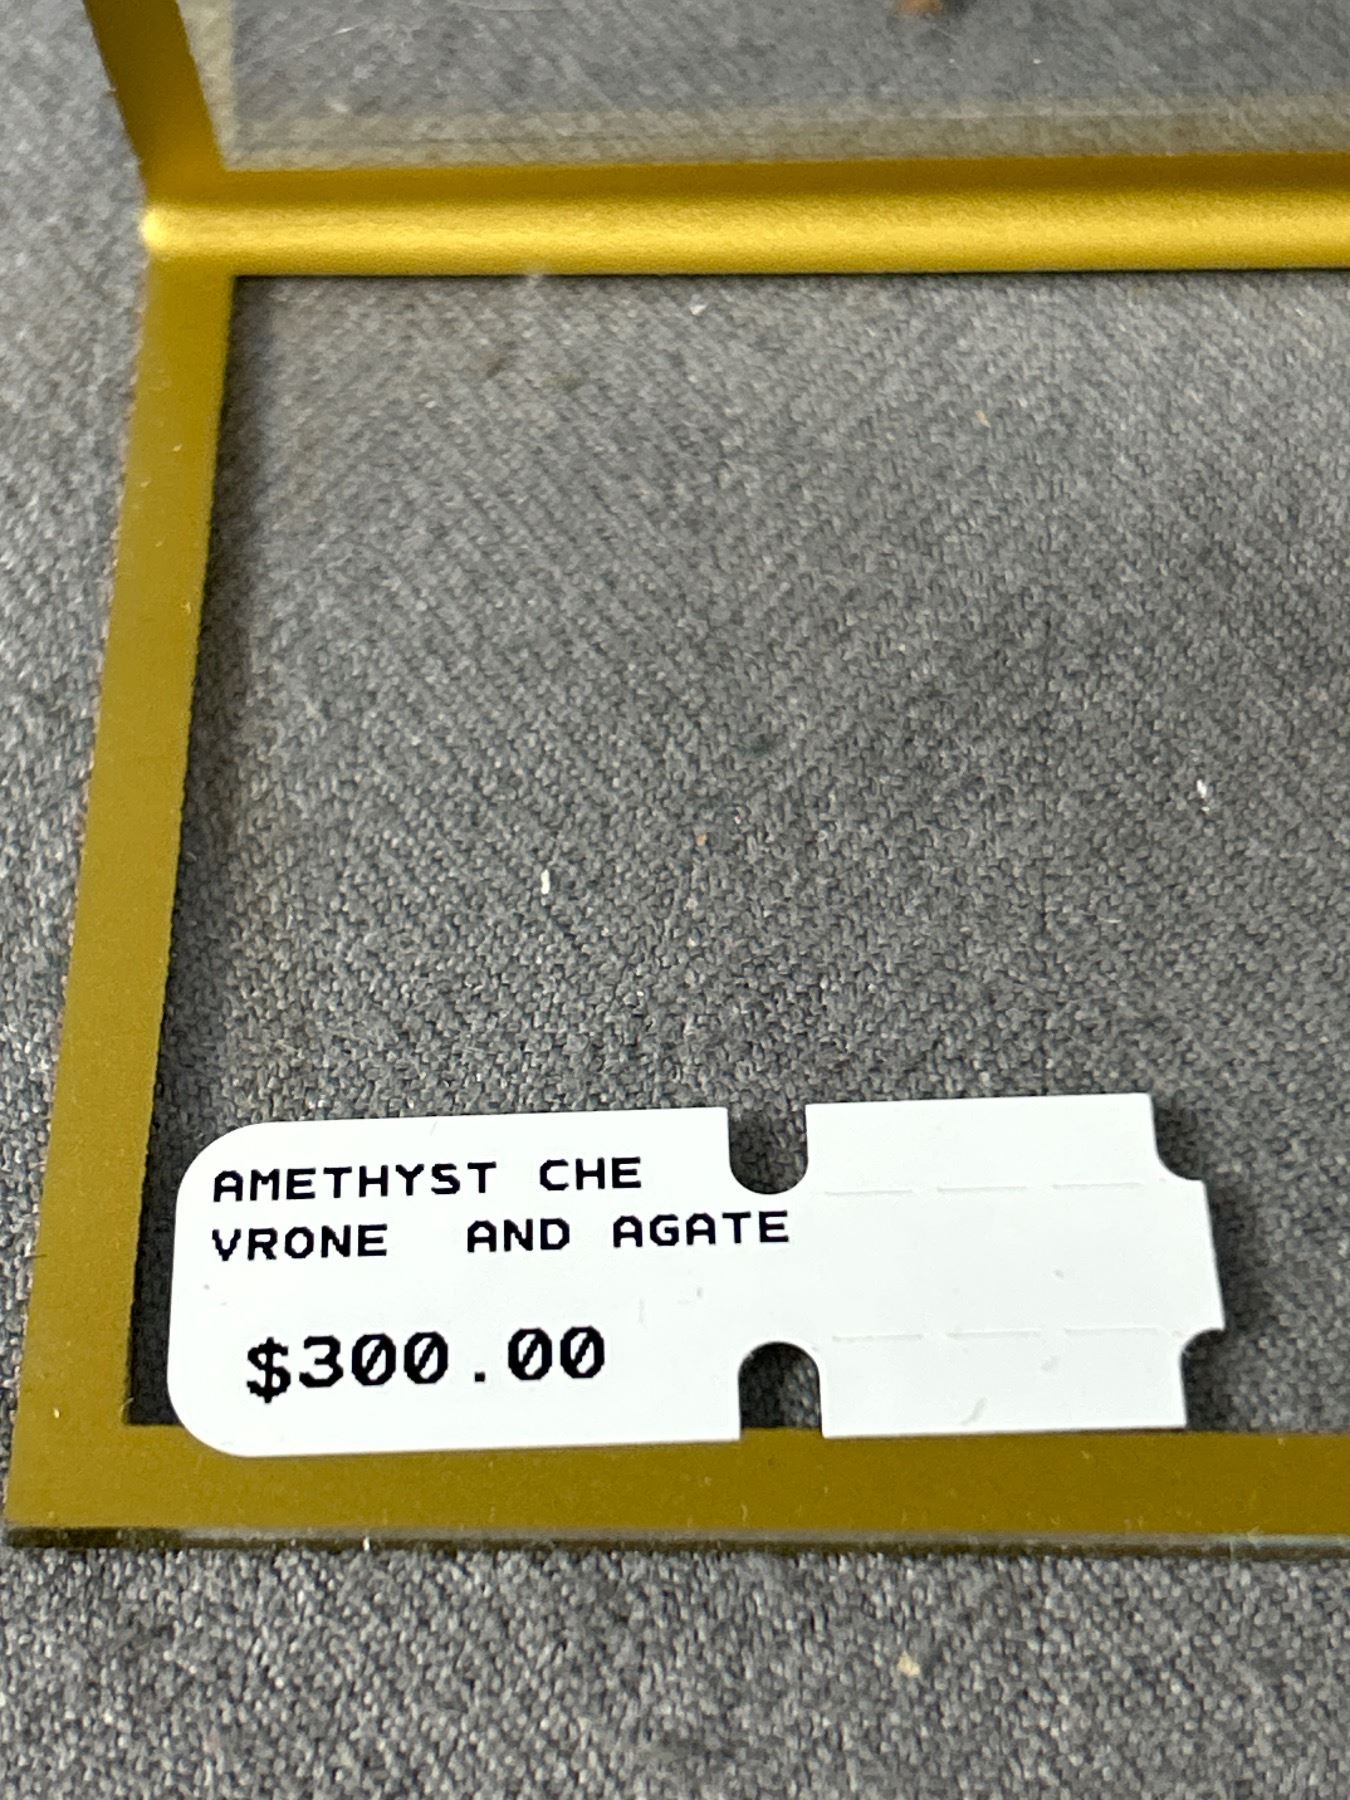 AMETHYST CHE
VRONE  AND AGATE
$300.00